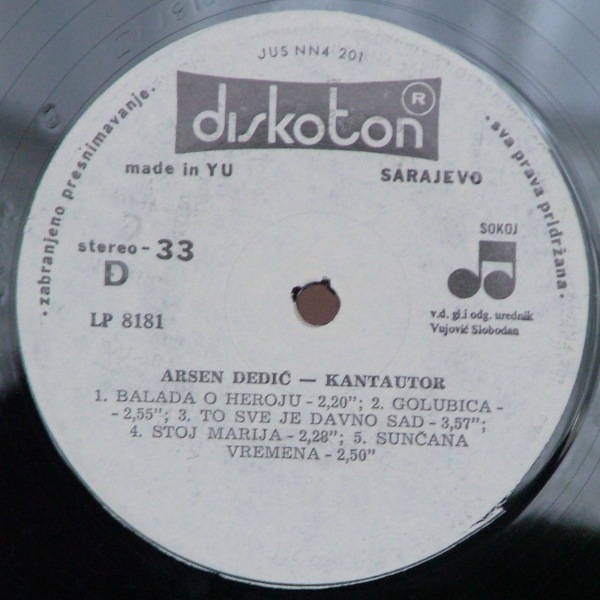 JUS NN4 201
diskoton ®
·zabranjeno presnimavanje·
·sva prava pridržana·
made in YU
SARAJEVO
SOKOJ
stereo - 33
D
LP 8181
v.d. gl.i odg. urednik
Vujović Slobodan
ARSEN DEDIĆ — KANTAUTOR
1. BALADA O HEROJU - 2,20"; 2. GOLUBICA -
- 2,55"; 3. TO SVE JE DAVNO SAD - 3,57";
4. STOJ MARIJA - 2,28"; 5. SUNČANA
VREMENA - 2,50"